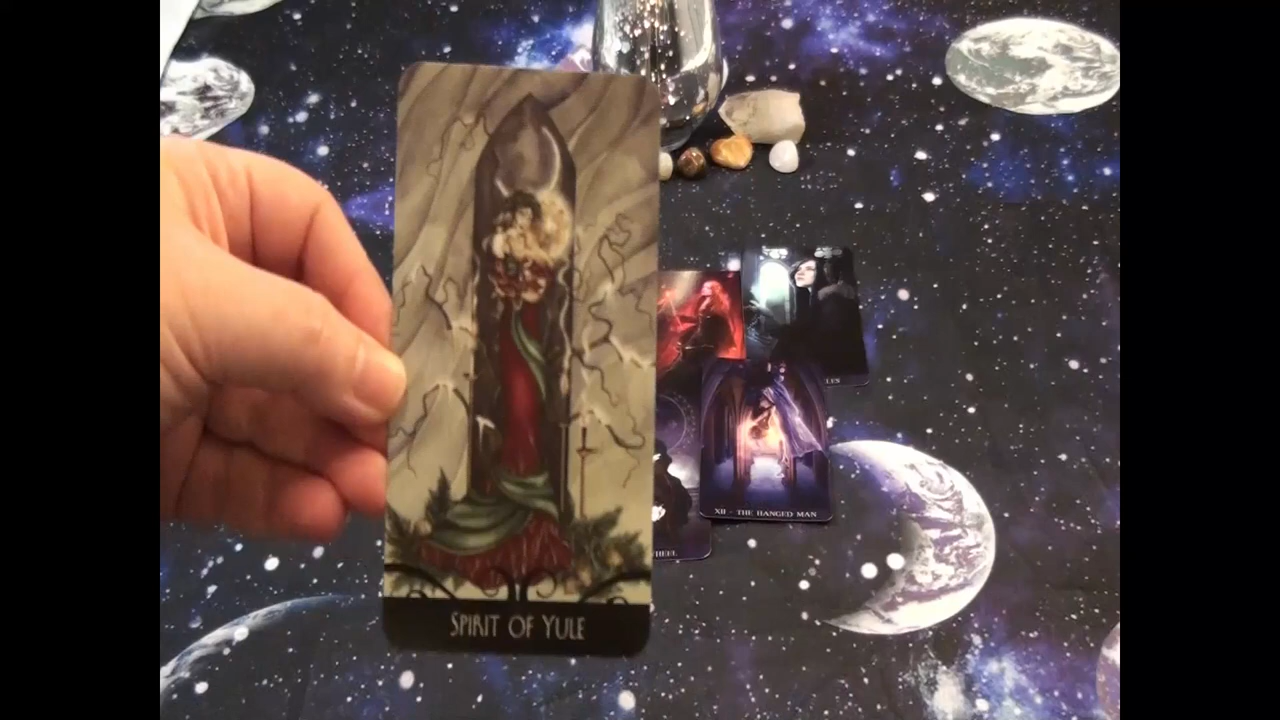 SPIRIT OF YULE
XII - THE HANGED MAN